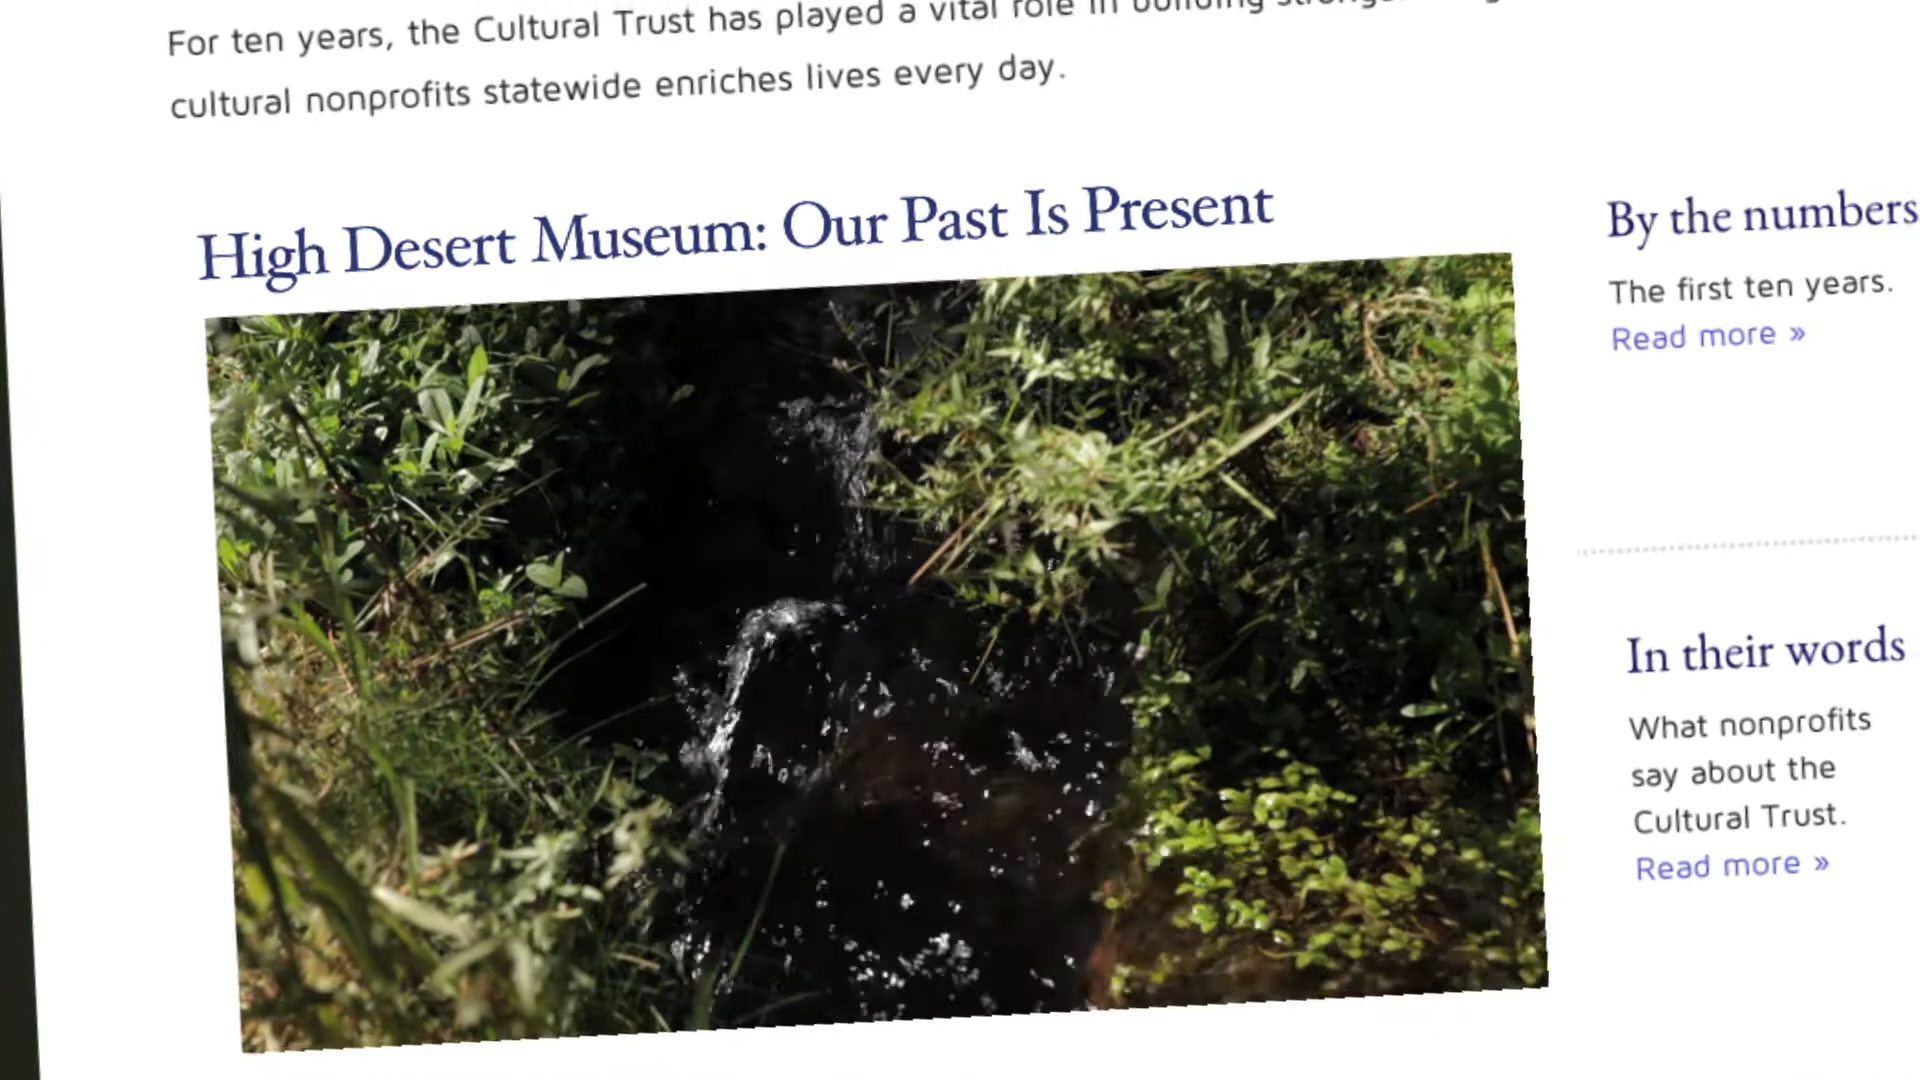 For ten years, the Cultural Trust has played a vital role in building
cultural nonprofits statewide enriches lives every day.
High Desert Museum: Our Past Is Present
By the numbers
The first ten years.
Read more »
In their words
What nonprofits
say about the
Cultural Trust.
Read more »